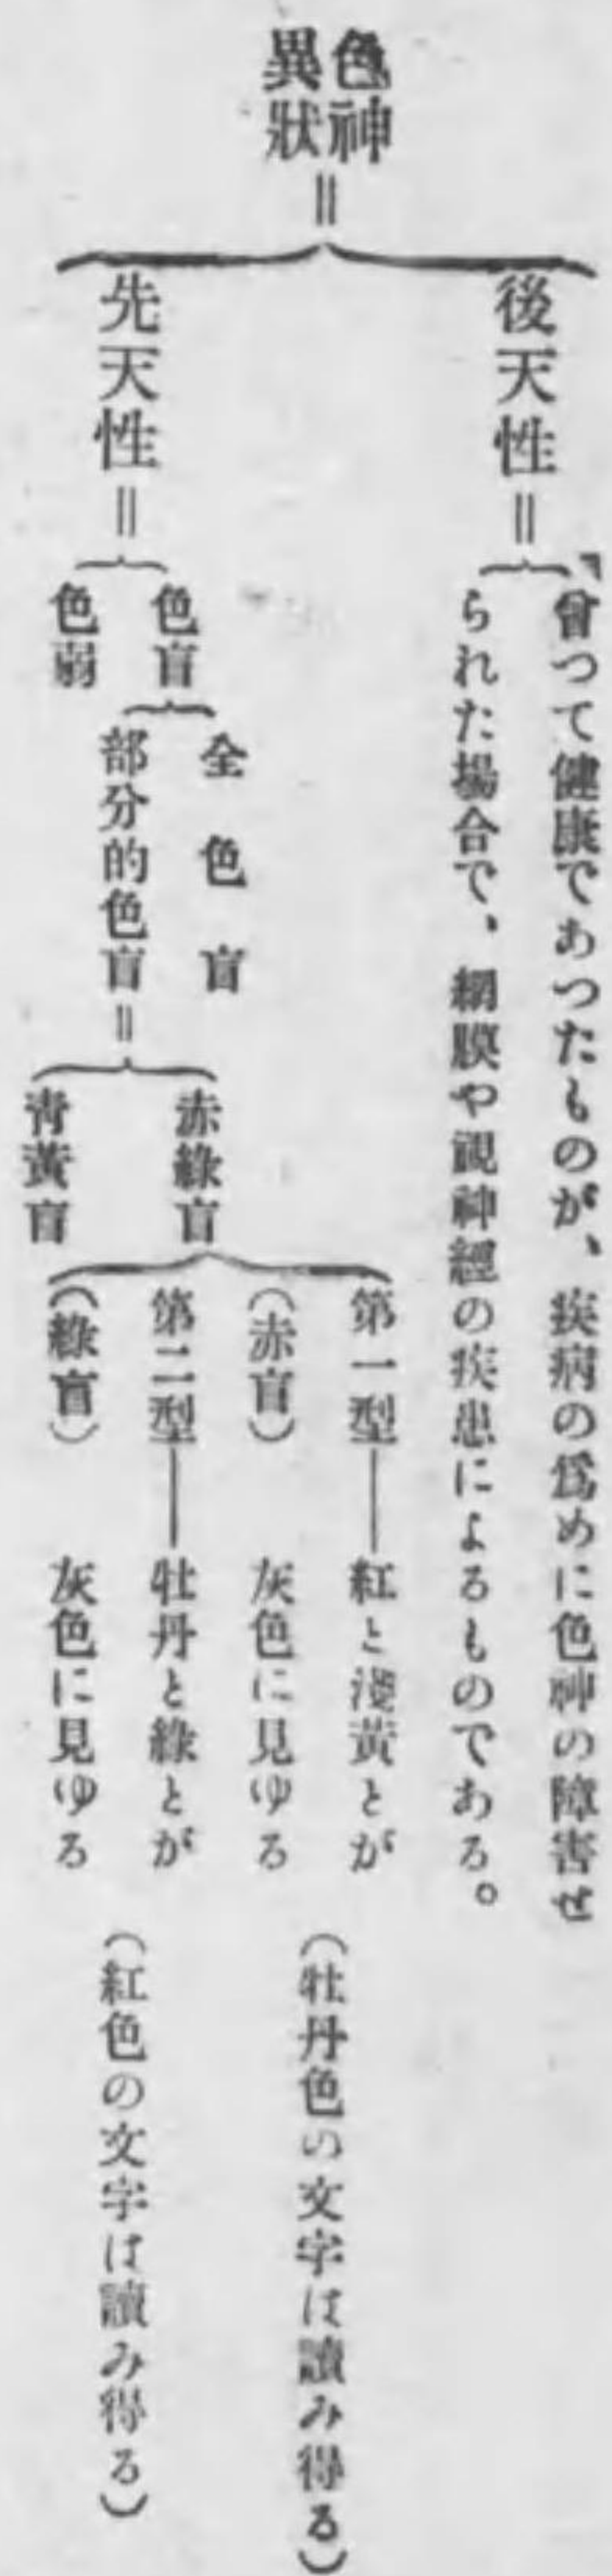 色神
異狀
＝
後天性＝
「曾つて健康であつたものが、疾病の爲めに色神の障害せ
られた場合で、網膜や視神經の疾患によるものである。
先天性＝
色盲
色弱
全色盲
部分的色盲＝
赤綠盲
靑黃盲
第一型――紅と淺黃とが
（赤盲）　灰色に見ゆる
（牡丹色の文字は讀み得る）
第二型――牡丹と綠とが
（綠盲）　灰色に見ゆる
（紅色の文字は讀み得る）